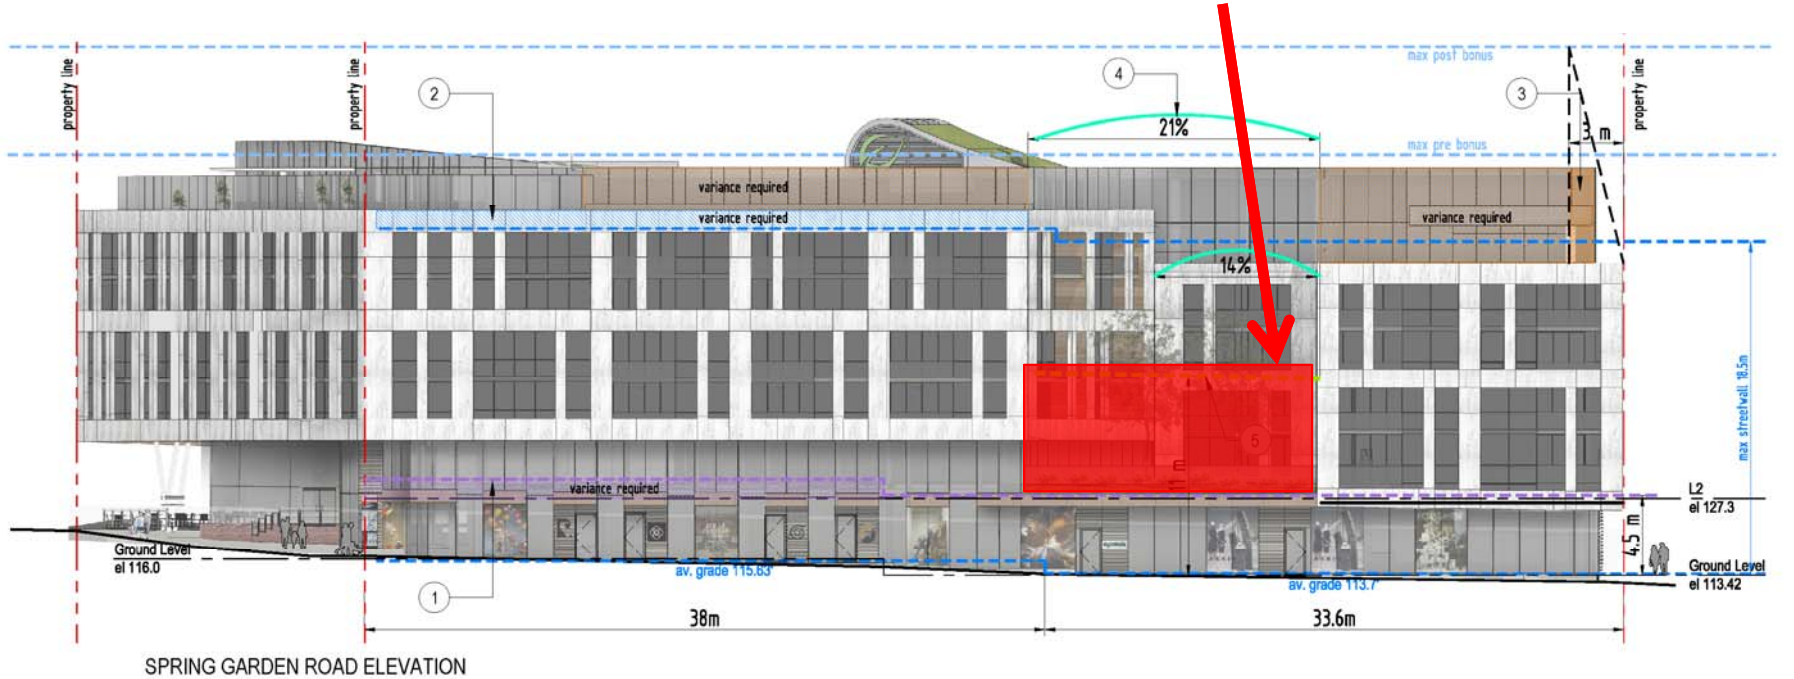 property line
property line
2
4
21%
max post bonus
3
3 m
property line
max pre bonus
variance required
variance required
variance required
14%
max streetwall 18.5m
5
variance required
L2
el 127.3
4.5 m
Ground Level
el 116.0
av. grade 115.63'
av. grade 113.7'
Ground Level
el 113.42
1
38m
33.6m
SPRING GARDEN ROAD ELEVATION